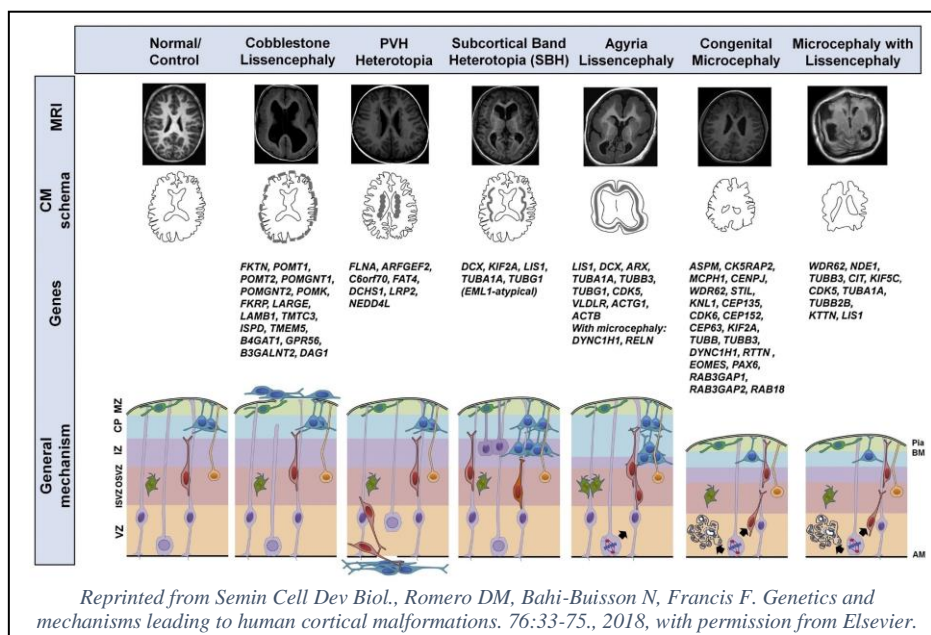 Normal/
Control
Cobblestone
Lissencephaly
PVH
Heterotopia
Subcortical Band
Heterotopia (SBH)
Agyria
Lissencephaly
Congenital
Microcephaly
Microcephaly with
Lissencephaly
MRI
CM
schema
Genes
FKTN, POMT1,
POMT2, POMGNT1,
POMGNT2, POMK,
FKRP, LARGE,
LAMB1, TMTC3,
ISPD, TMEM5,
B4GAT1, GPR56,
B3GALNT2, DAG1
FLNA, ARFGEF2,
C6orf70, FAT4,
DCHS1, LRP2,
NEDD4L
DCX, KIF2A, LIS1,
TUBA1A, TUBG1
(EML1-atypical)
LIS1, DCX, ARX,
TUBA1A, TUBB3,
TUBG1, CDK5,
VLDLR, ACTG1,
ACTB
With microcephaly:
DYNC1H1, RELN
ASPM, CK5RAP2,
MCPH1, CENPJ,
WDR62, STIL,
KNL1, CEP135,
CDK6, CEP152,
CEP63, KIF2A,
TUBB, TUBB3,
DYNC1H1, RTTN ,
EOMES, PAX6,
RAB3GAP1,
RAB3GAP2, RAB18
WDR62, NDE1,
TUBB3, CIT, KIF5C,
CDK5, TUBA1A,
TUBB2B,
KTTN, LIS1
General
mechanism
MZ
CP
IZ
OSVZ
ISVZ
VZ
Pia
BM
AM
Reprinted from Semin Cell Dev Biol., Romero DM, Bahi-Buisson N, Francis F. Genetics and
mechanisms leading to human cortical malformations. 76:33-75., 2018, with permission from Elsevier.